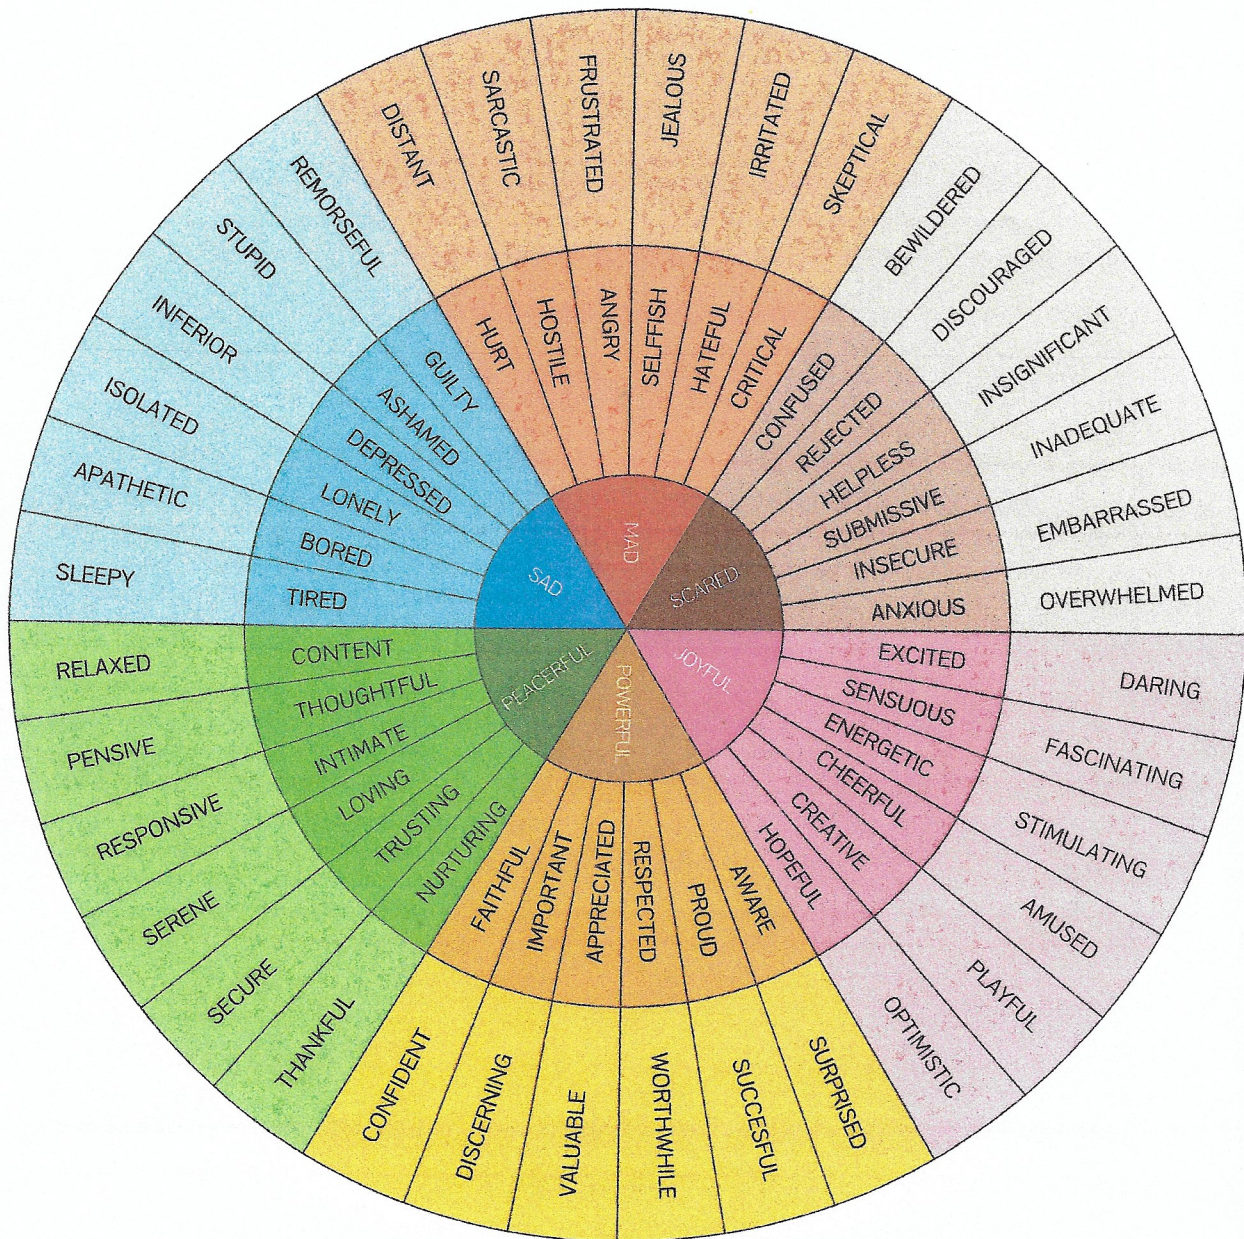 MAD
SCARED
JOYFUL
POWERFUL
PEACERFUL
SAD
HURT
HOSTILE
ANGRY
SELFFISH
HATEFUL
CRITICAL
CONFUSED
REJECTED
HELPLESS
SUBMISSIVE
INSECURE
ANXIOUS
EXCITED
SENSUOUS
ENERGETIC
CHEERFUL
CREATIVE
HOPEFUL
AWARE
PROUD
RESPECTED
APPRECIATED
IMPORTANT
FAITHFUL
NURTURING
TRUSTING
LOVING
INTIMATE
THOUGHTFUL
CONTENT
TIRED
BORED
LONELY
DEPRESSED
ASHAMED
GUILTY
DISTANT
SARCASTIC
FRUSTRATED
JEALOUS
IRRITATED
SKEPTICAL
BEWILDERED
DISCOURAGED
INSIGNIFICANT
INADEQUATE
EMBARRASSED
OVERWHELMED
DARING
FASCINATING
STIMULATING
AMUSED
PLAYFUL
OPTIMISTIC
SURPRISED
SUCCESFUL
WORTHWHILE
VALUABLE
DISCERNING
CONFIDENT
THANKFUL
SECURE
SERENE
RESPONSIVE
PENSIVE
RELAXED
SLEEPY
APATHETIC
ISOLATED
INFERIOR
STUPID
REMORSEFUL